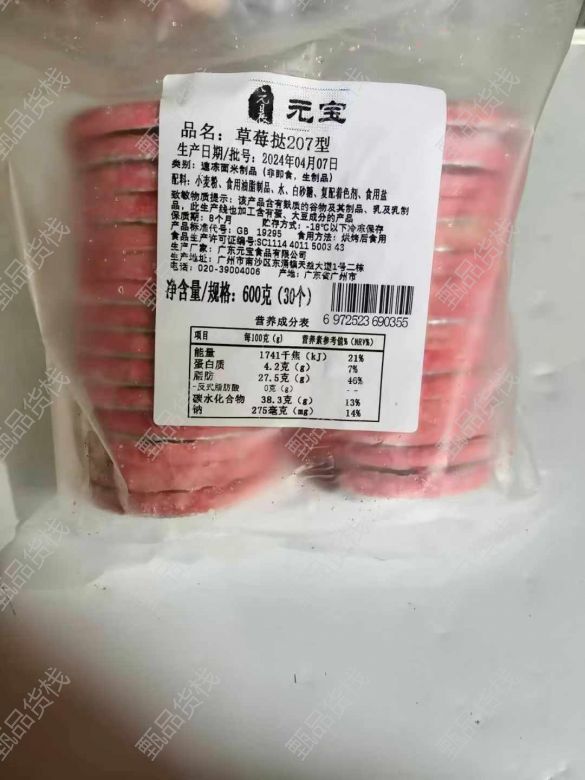 元宝
品名：草莓挞207型
生产日期/批号：2024年04月07日
类别：速冻面米制品（非即食，生制品）
配料：小麦粉、食用油脂制品、水、白砂糖、复配着色剂、食用盐
致敏物质提示：该产品含有麸质的谷物及其制品、乳及乳制
品，此生产线也加工含有蛋、大豆成分的产品
保质期：8个月 贮存方式：-18℃以下冷冻保存
产品标准代号：GB 19295 食用方法：烘烤后食用
食品生产许可证编号:SC1114 4011 5003 43
生产厂家：广东元宝食品有限公司
生产地址：广州市南沙区东涌镇天益大道1号二栋
电话：020-39004006 产地：广东省广州市
净含量/规格：600克（30个）
6 972523 690355
营养成分表
项目 每100克(g) 营养素参考值%(NRV%)
能量 1741千焦(kJ) 21%
蛋白质 4.2克(g) 7%
脂肪 27.5克(g) 46%
-反式脂肪酸 0克(g) --
碳水化合物 38.3克(g) 13%
钠 275毫克(mg) 14%
甄品货栈